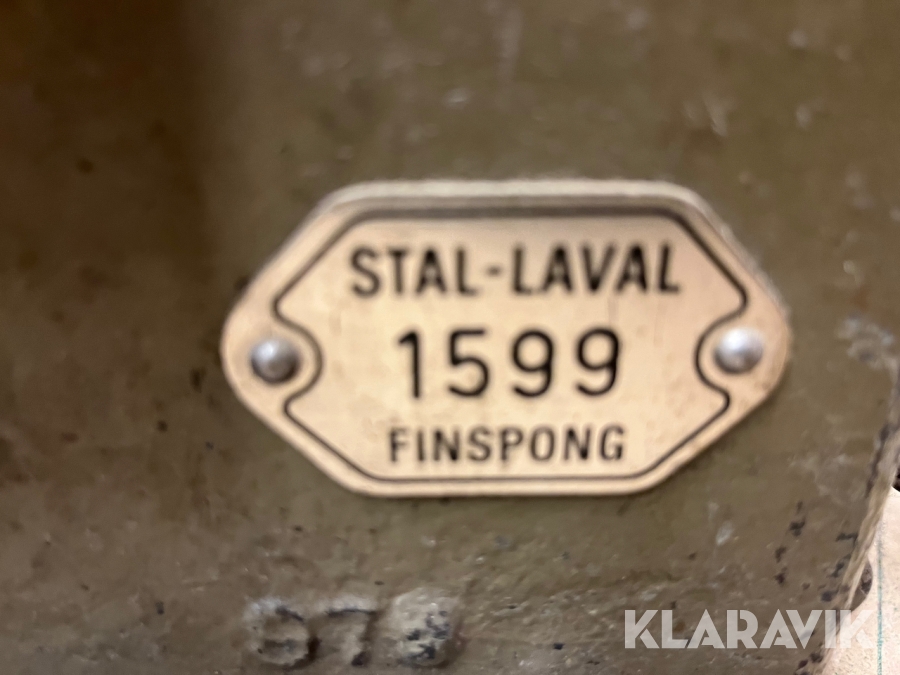 STAL-LAVAL
1599
FINSPONG
KLARAVIK